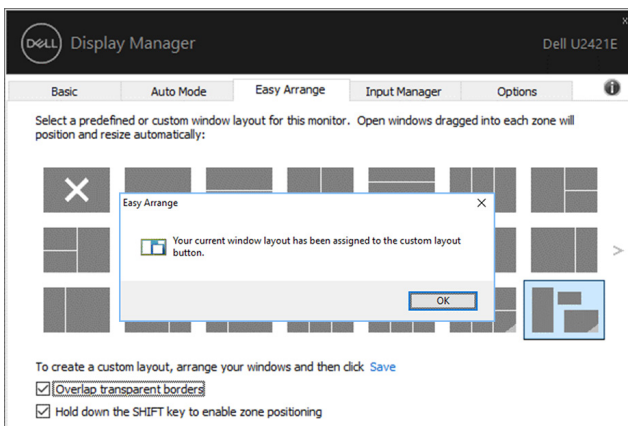 DELL Display Manager
Dell U2421E
Basic
Auto Mode
Easy Arrange
Input Manager
Options
Select a predefined or custom window layout for this monitor. Open windows dragged into each zone will
position and resize automatically:
Easy Arrange
Your current window layout has been assigned to the custom layout
button.
OK
To create a custom layout, arrange your windows and then click Save
Overlap transparent borders
Hold down the SHIFT key to enable zone positioning